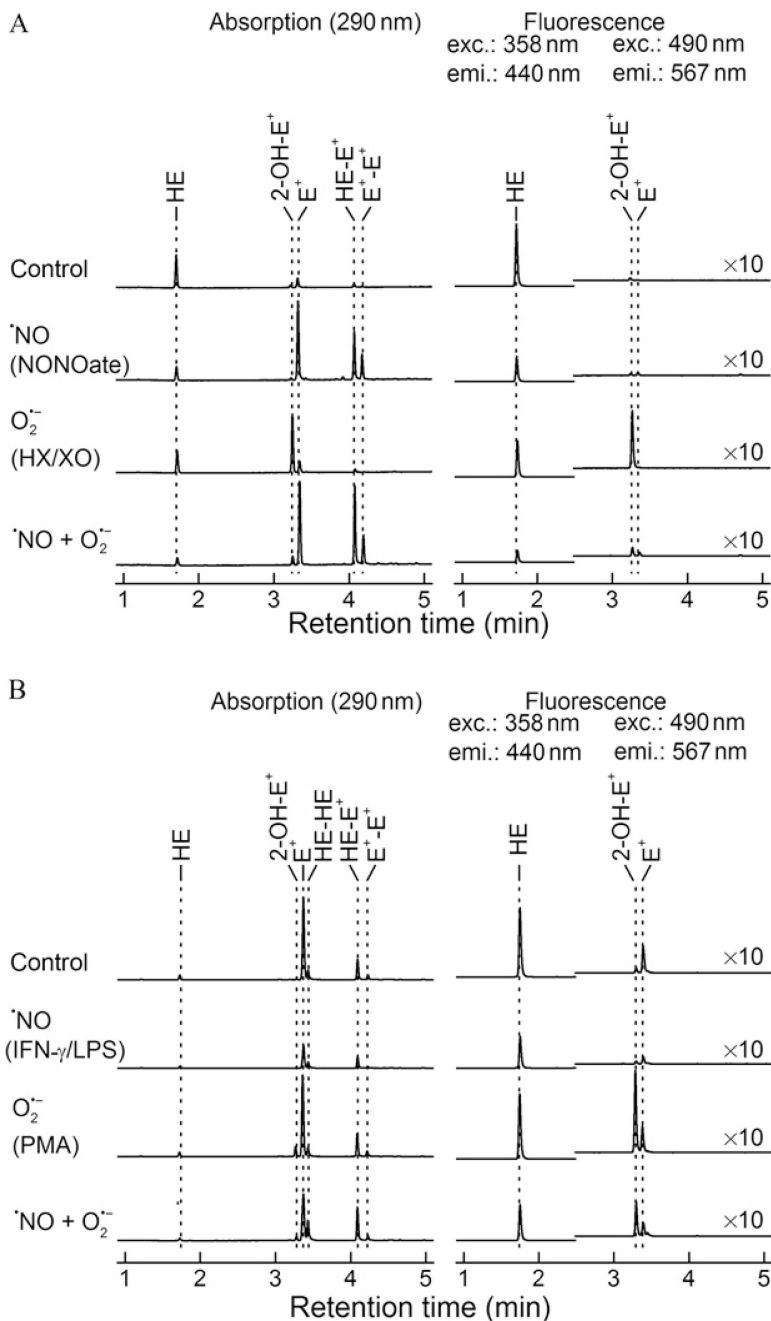 A
Absorption (290 nm)
Fluorescence
exc.: 358 nm
exc.: 490 nm
emi.: 440 nm
emi.: 567 nm
HE
2-OH-E⁺
E⁺
HE-E⁺
E⁺-E⁺
HE
2-OH-E⁺
E⁺
Control
×10
•NO
(NONOate)
×10
O₂•⁻
(HX/XO)
×10
•NO + O₂•⁻
×10
1 2 3 4 5
1 2 3 4 5
Retention time (min)
B
Absorption (290 nm)
Fluorescence
exc.: 358 nm
exc.: 490 nm
emi.: 440 nm
emi.: 567 nm
HE
2-OH-E⁺
E⁺
HE-HE
HE-E⁺
E⁺-E⁺
HE
2-OH-E⁺
E⁺
Control
×10
•NO
(IFN-γ/LPS)
×10
O₂•⁻
(PMA)
×10
•NO + O₂•⁻
×10
1 2 3 4 5
1 2 3 4 5
Retention time (min)